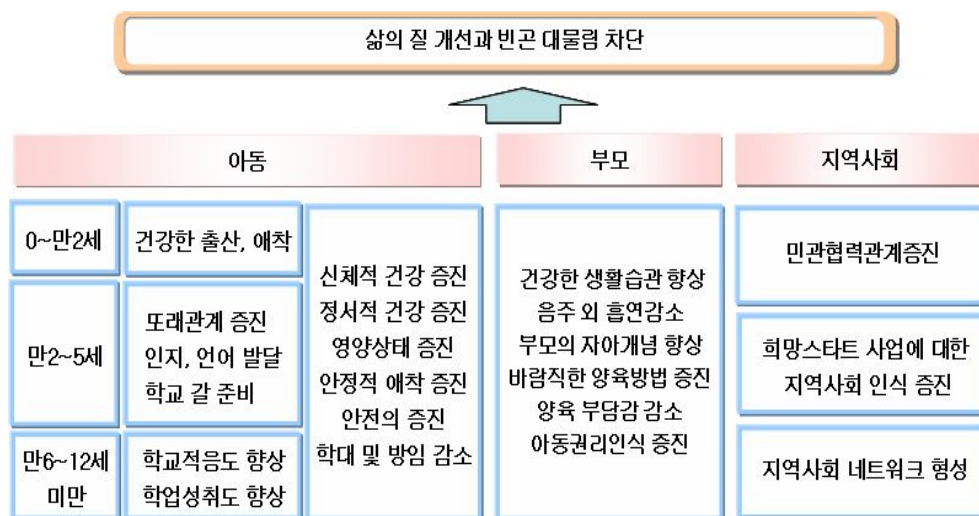 삶의 질 개선과 빈곤 대물림 차단
아동
0~만2세
건강한 출산, 애착
만2~5세
또래관계 증진
인지, 언어 발달
학교 갈 준비
만6~12세
미만
학교적응도 향상
학업성취도 향상
신체적 건강 증진
정서적 건강 증진
영양상태 증진
안정적 애착 증진
안전의 증진
학대 및 방임 감소
부모
건강한 생활습관 향상
음주 외 흡연감소
부모의 자아개념 향상
바람직한 양육방법 증진
양육 부담감 감소
아동권리인식 증진
지역사회
민관협력관계증진
희망스타트 사업에 대한
지역사회 인식 증진
지역사회 네트워크 형성